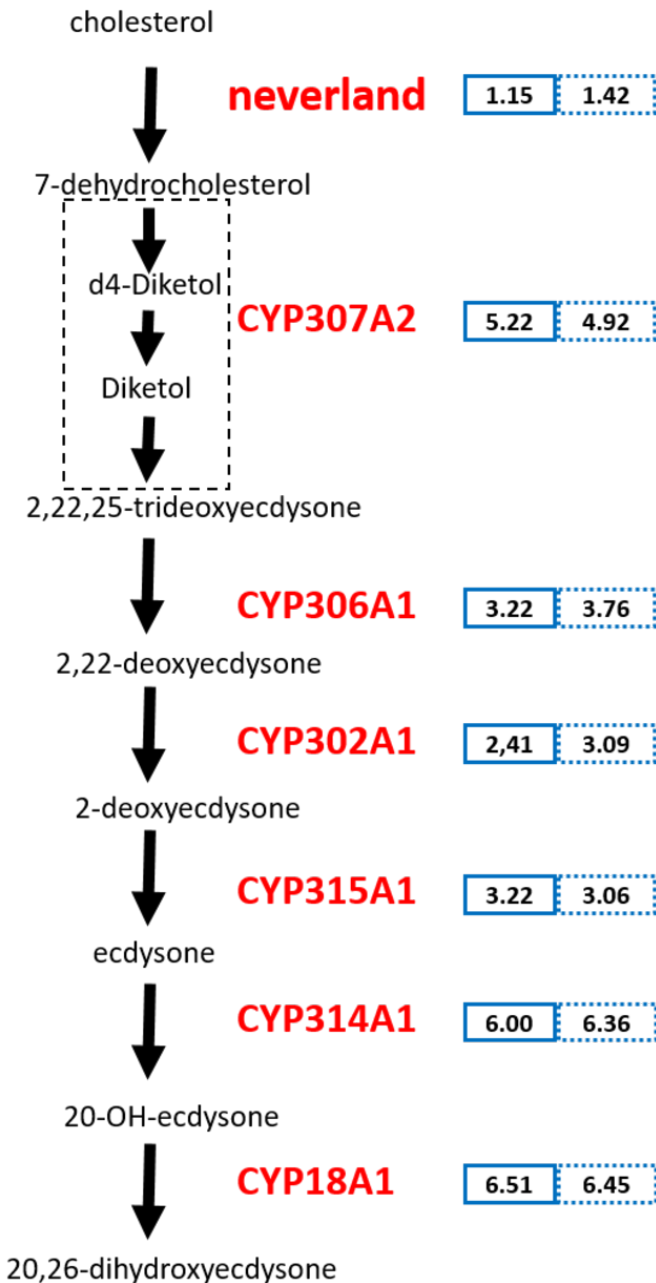 cholesterol
neverland 1.15 1.42
7-dehydrocholesterol
d4-Diketol
CYP307A2 5.22 4.92
Diketol
2,22,25-trideoxyecdysone
CYP306A1 3.22 3.76
2,22-deoxyecdysone
CYP302A1 2,41 3.09
2-deoxyecdysone
CYP315A1 3.22 3.06
ecdysone
CYP314A1 6.00 6.36
20-OH-ecdysone
CYP18A1 6.51 6.45
20,26-dihydroxyecdysone